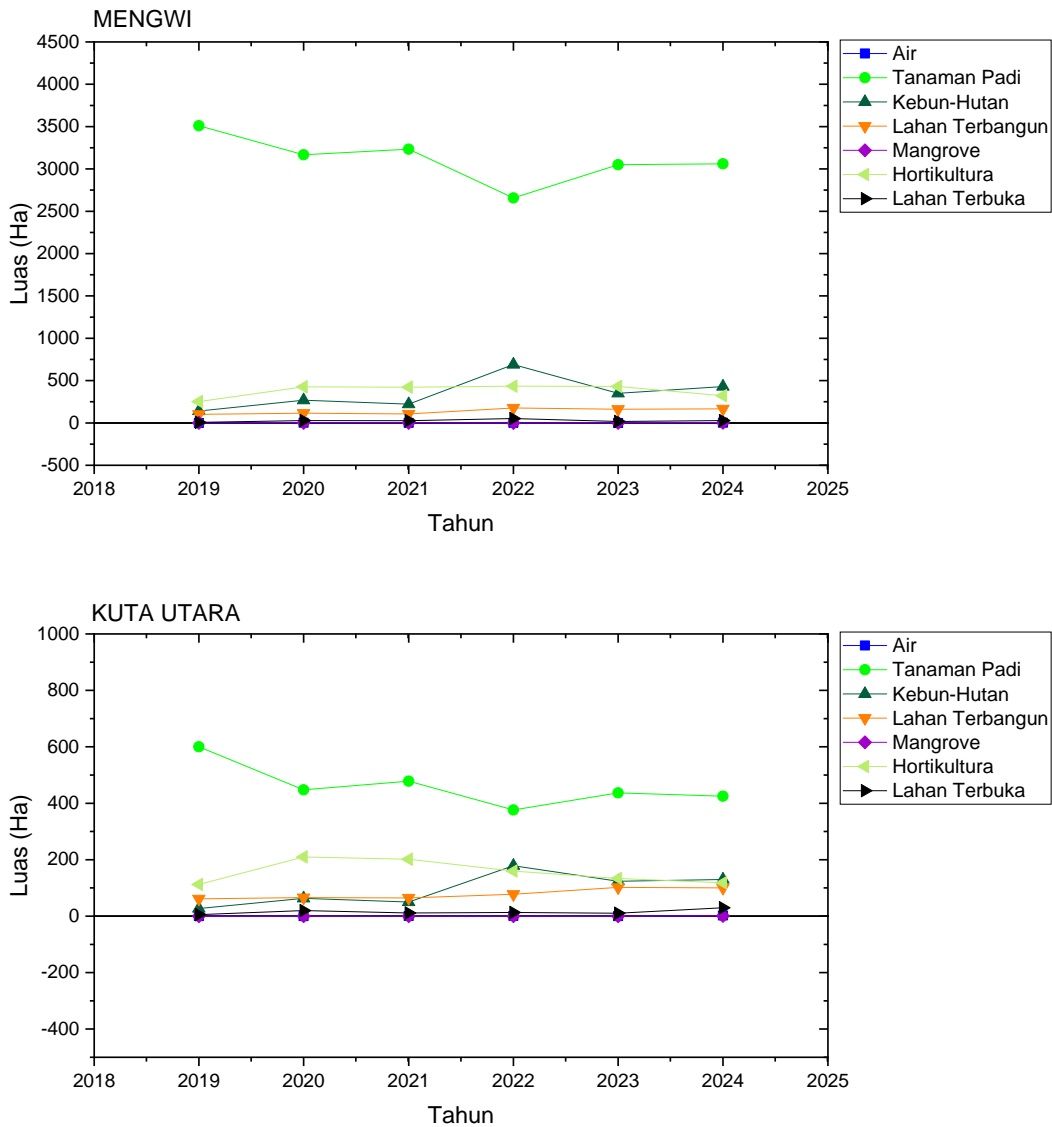 MENGWI
4500
4000
3500
3000
2500
2000
1500
1000
500
0
-500
Luas (Ha)
2018 2019 2020 2021 2022 2023 2024 2025
Tahun
Air
Tanaman Padi
Kebun-Hutan
Lahan Terbangun
Mangrove
Hortikultura
Lahan Terbuka
KUTA UTARA
1000
800
600
400
200
0
-200
-400
Luas (Ha)
2018 2019 2020 2021 2022 2023 2024 2025
Tahun
Air
Tanaman Padi
Kebun-Hutan
Lahan Terbangun
Mangrove
Hortikultura
Lahan Terbuka